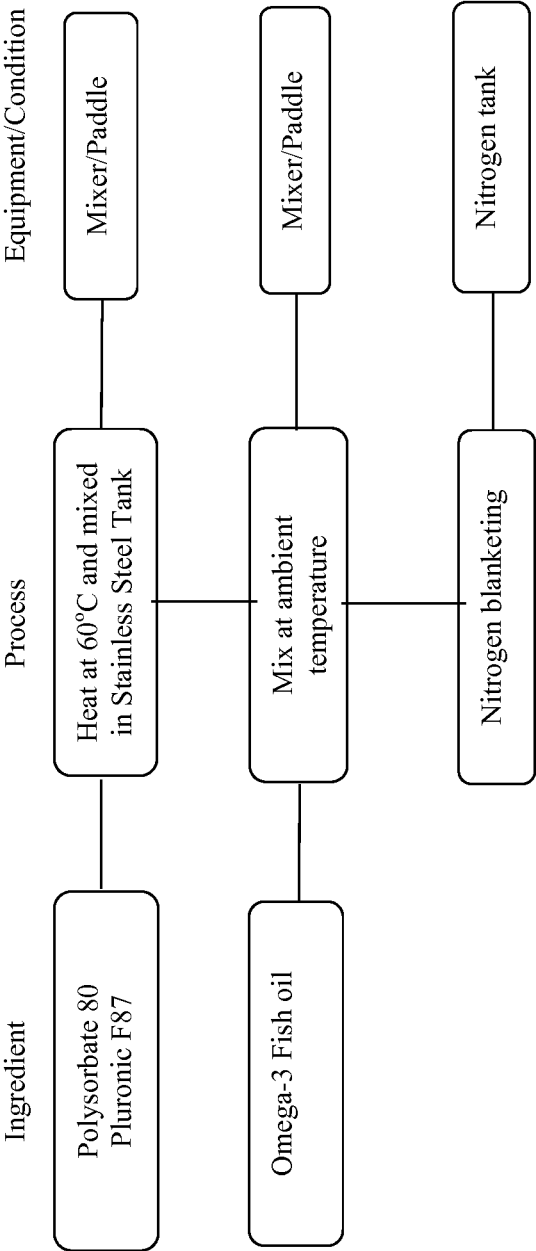 Ingredient
Process
Equipment/Condition
Polysorbate 80
Pluronic F87
Heat at 60°C and mixed
in Stainless Steel Tank
Mixer/Paddle
Omega-3 Fish oil
Mix at ambient
temperature
Mixer/Paddle
Nitrogen blanketing
Nitrogen tank